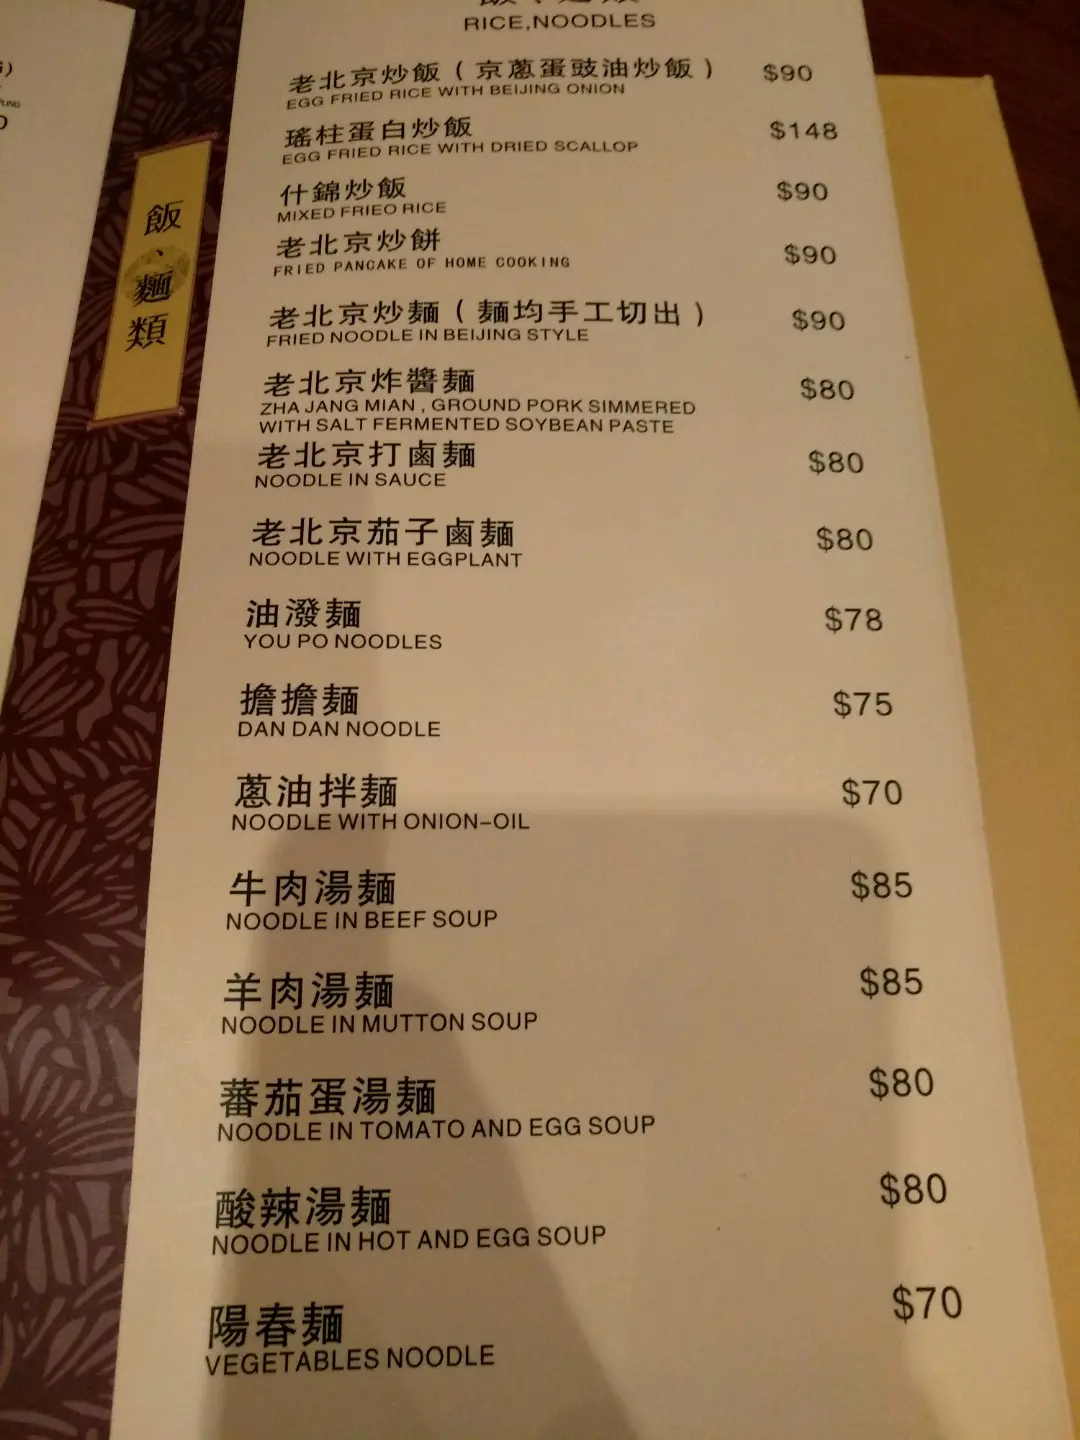 RICE,NOODLES
老北京炒飯（京蔥蛋豉油炒飯） $90
EGG FRIED RICE WITH BEIJING ONION
瑤柱蛋白炒飯 $148
EGG FRIED RICE WITH DRIED SCALLOP
什錦炒飯 $90
MIXED FRIEO RICE
老北京炒餅 $90
FRIED PANCAKE OF HOME COOKING
老北京炒麵（麵均手工切出） $90
FRIED NOODLE IN BEIJING STYLE
老北京炸醬麵 $80
ZHA JANG MIAN , GROUND PORK SIMMERED
WITH SALT FERMENTED SOYBEAN PASTE
老北京打鹵麵 $80
NOODLE IN SAUCE
老北京茄子鹵麵 $80
NOODLE WITH EGGPLANT
油潑麵 $78
YOU PO NOODLES
擔擔麵 $75
DAN DAN NOODLE
蔥油拌麵 $70
NOODLE WITH ONION-OIL
牛肉湯麵 $85
NOODLE IN BEEF SOUP
羊肉湯麵 $85
NOODLE IN MUTTON SOUP
蕃茄蛋湯麵 $80
NOODLE IN TOMATO AND EGG SOUP
酸辣湯麵 $80
NOODLE IN HOT AND EGG SOUP
陽春麵 $70
VEGETABLES NOODLE
飯、麵類